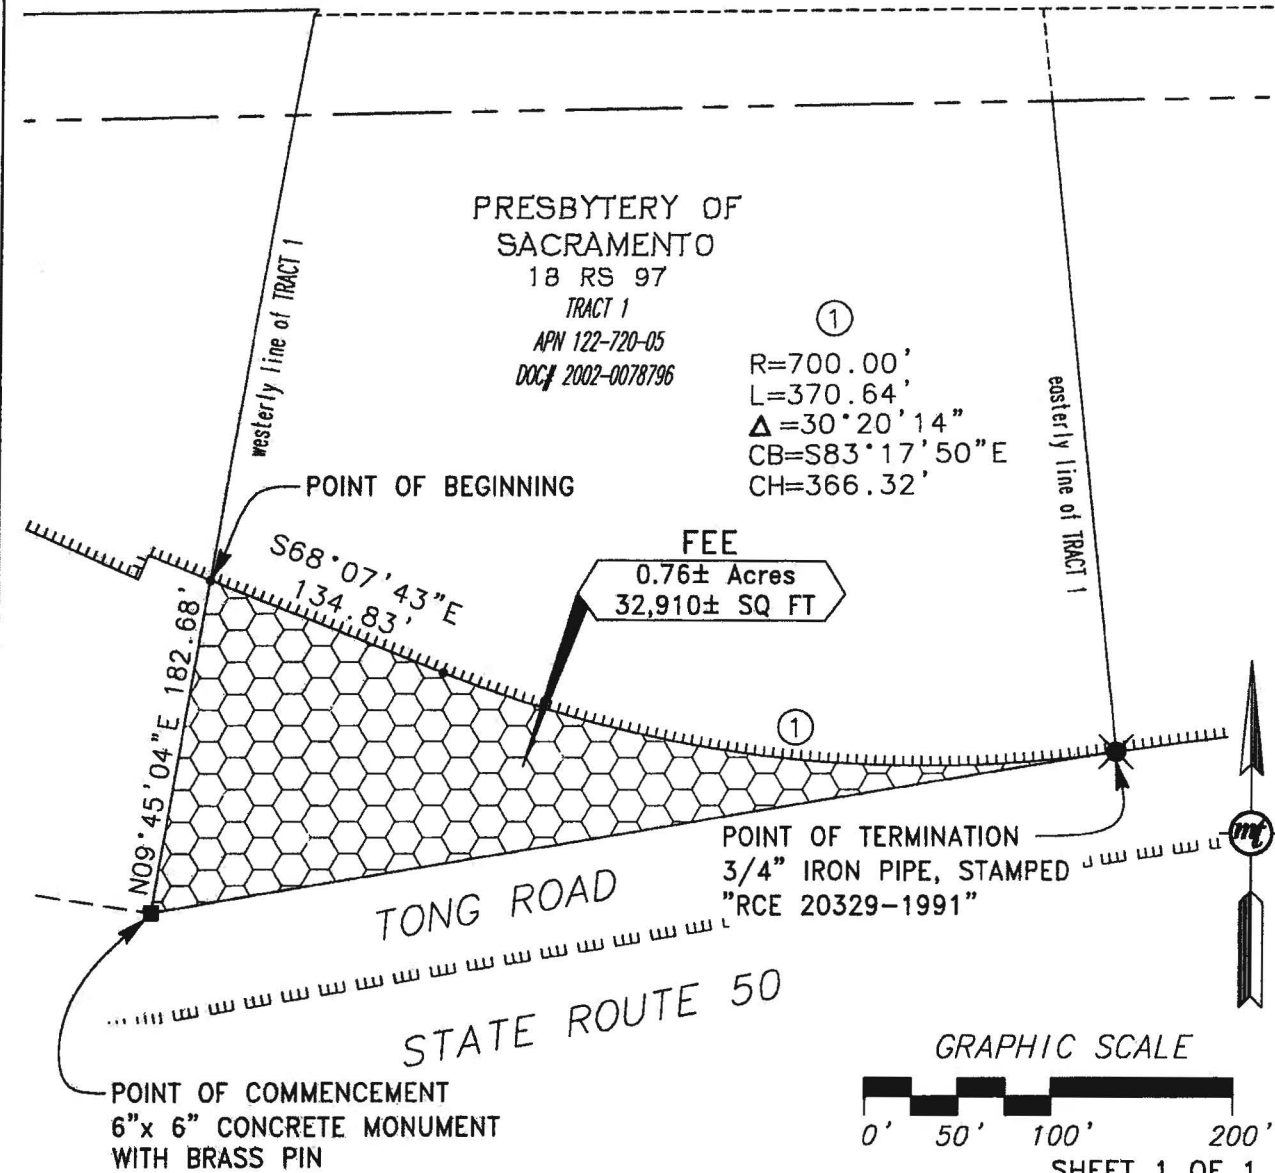 PRESBYTERY OF
SACRAMENTO
18 RS 97
TRACT 1
APN 122-720-05
DOC# 2002-0078796
westerly line of TRACT 1
1
R=700.00'
L=370.64'
Δ=30°20'14"
CB=S83°17'50"E
CH=366.32'
easterly line of TRACT 1
POINT OF BEGINNING
S68°07'43"E
134.83'
FEE
0.76± Acres
32,910± SQ FT
N09°45'04"E 182.68'
1
POINT OF TERMINATION
3/4" IRON PIPE, STAMPED
"RCE 20329-1991"
mt
TONG ROAD
STATE ROUTE 50
POINT OF COMMENCEMENT
6"x 6" CONCRETE MONUMENT
WITH BRASS PIN
GRAPHIC SCALE
0' 50' 100' 200'
SHEET 1 OF 1